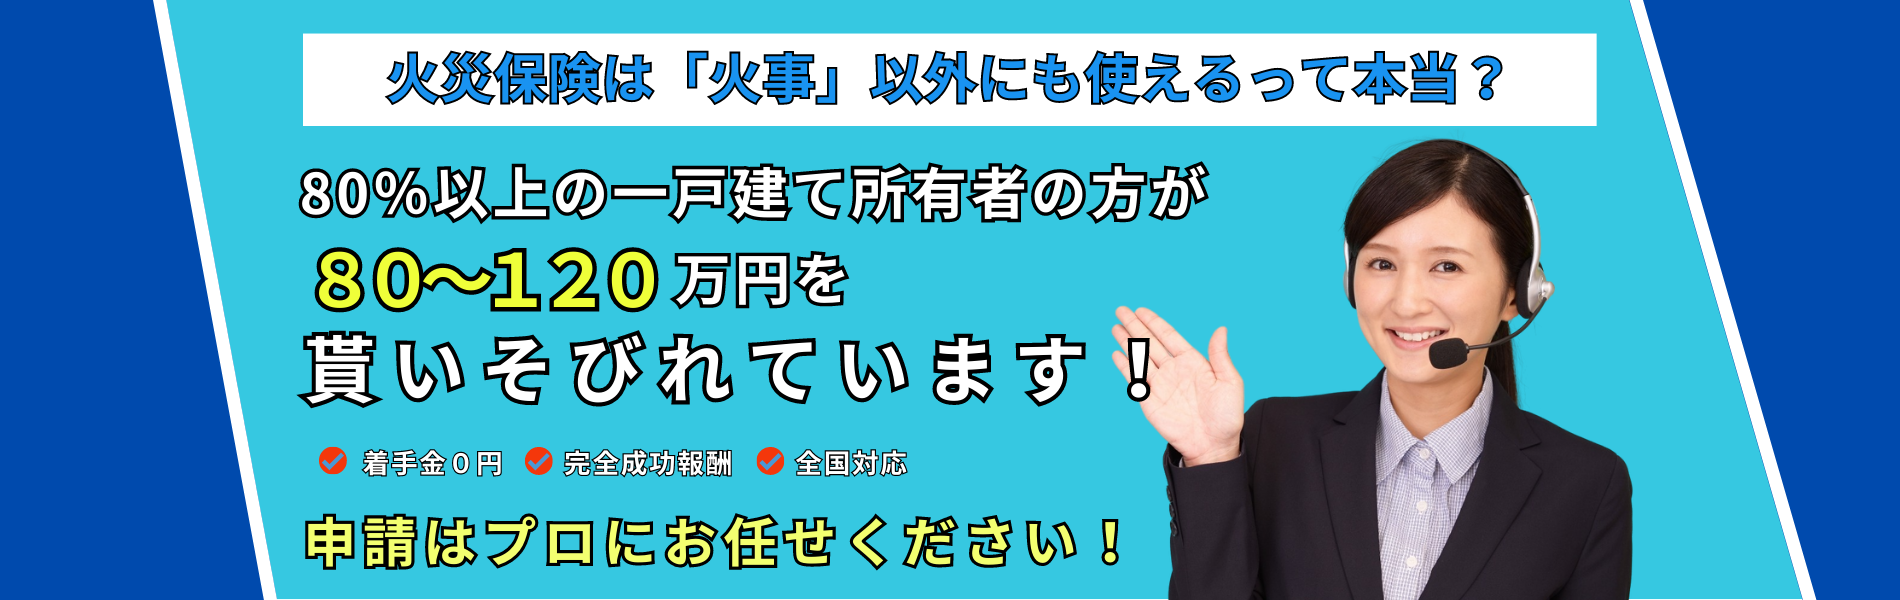 火災保険は「火事」以外にも使えるって本当？
80%以上の一戸建て所有者の方が
８０〜１２０万円を
貰いそびれています！
着手金０円 完全成功報酬 全国対応
申請はプロにお任せください！